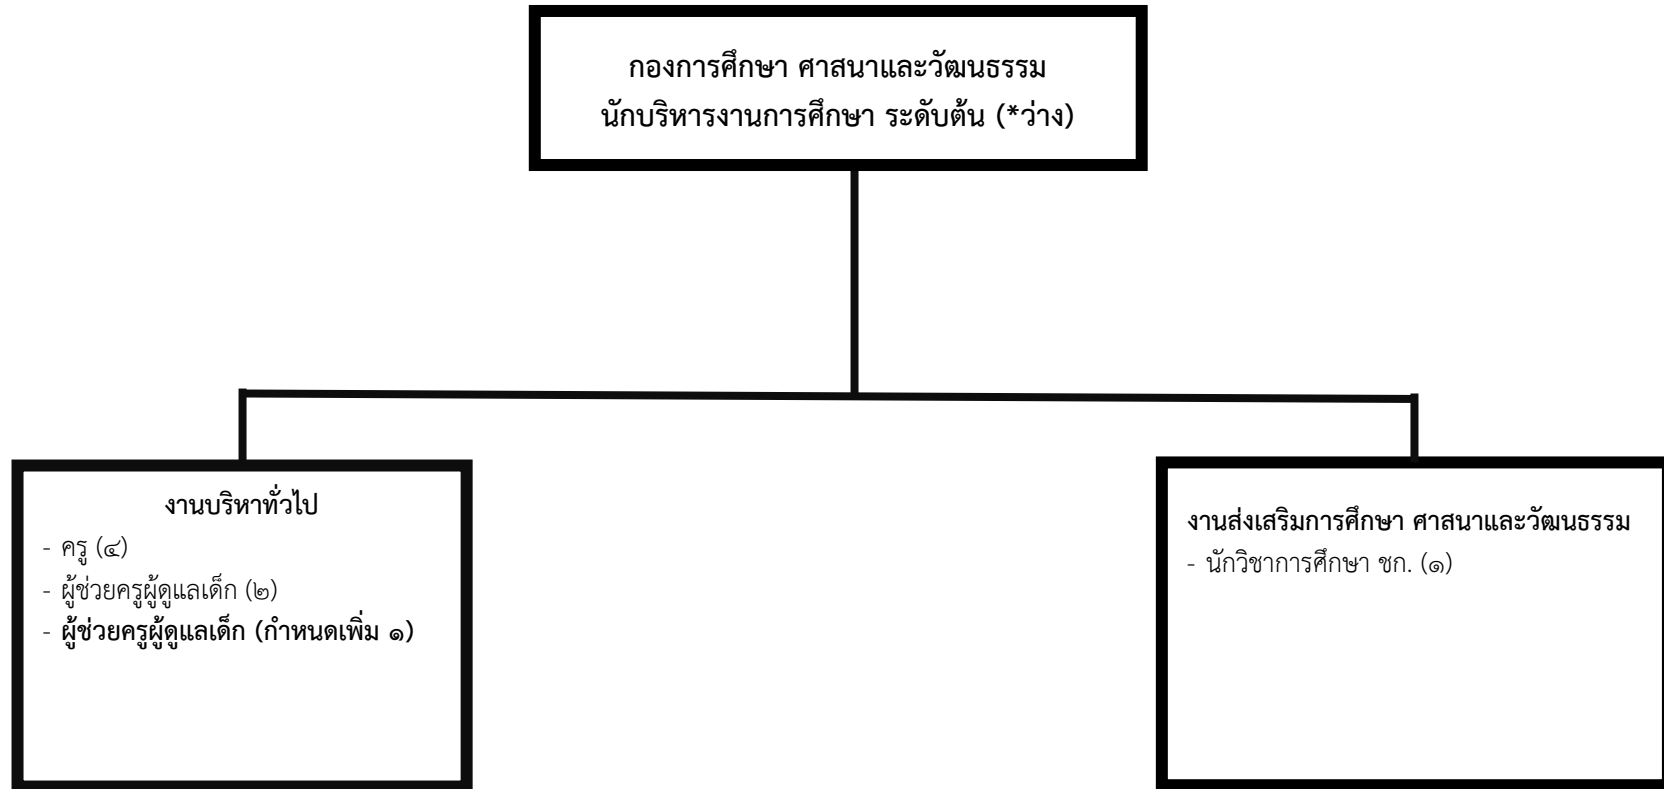 กองการศึกษา ศาสนาและวัฒนธรรม
นักบริหารงานการศึกษา ระดับต้น (*ว่าง)
งานบริหาทั่วไป
- ครู (๔)
- ผู้ช่วยครูผู้ดูแลเด็ก (๒)
- ผู้ช่วยครูผู้ดูแลเด็ก (กำหนดเพิ่ม ๑)
งานส่งเสริมการศึกษา ศาสนาและวัฒนธรรม
- นักวิชาการศึกษา ชก. (๑)